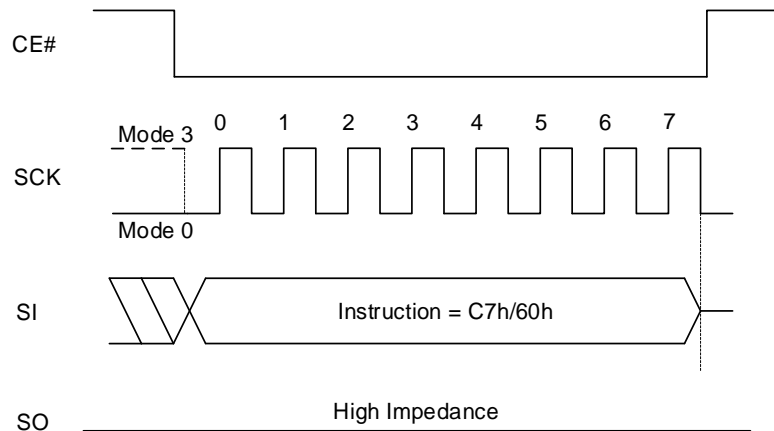 CE#
0 1 2 3 4 5 6 7
Mode 3
SCK
Mode 0
SI
Instruction = C7h/60h
SO
High Impedance